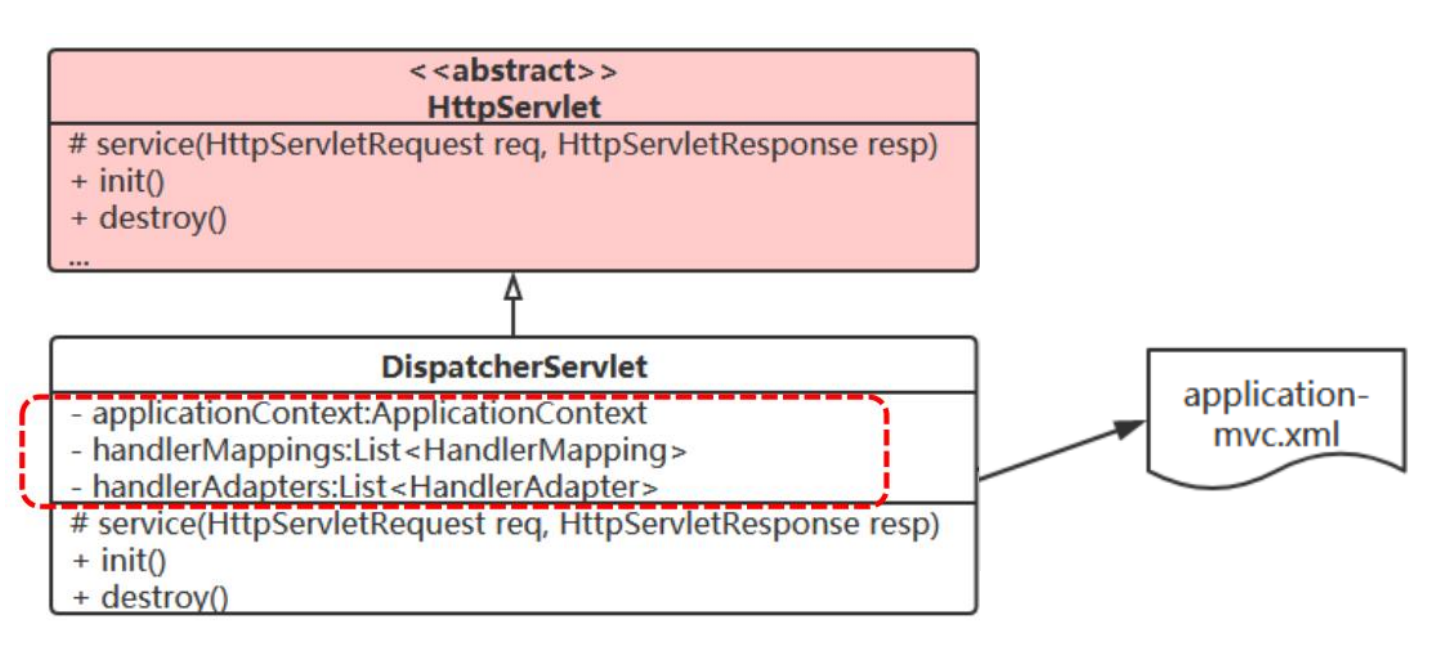 <<abstract>>
HttpServlet
# service(HttpServletRequest req, HttpServletResponse resp)
+ init()
+ destroy()
...
DispatcherServlet
- applicationContext:ApplicationContext
- handlerMappings:List<HandlerMapping>
- handlerAdapters:List<HandlerAdapter>
# service(HttpServletRequest req, HttpServletResponse resp)
+ init()
+ destroy()
application-
mvc.xml